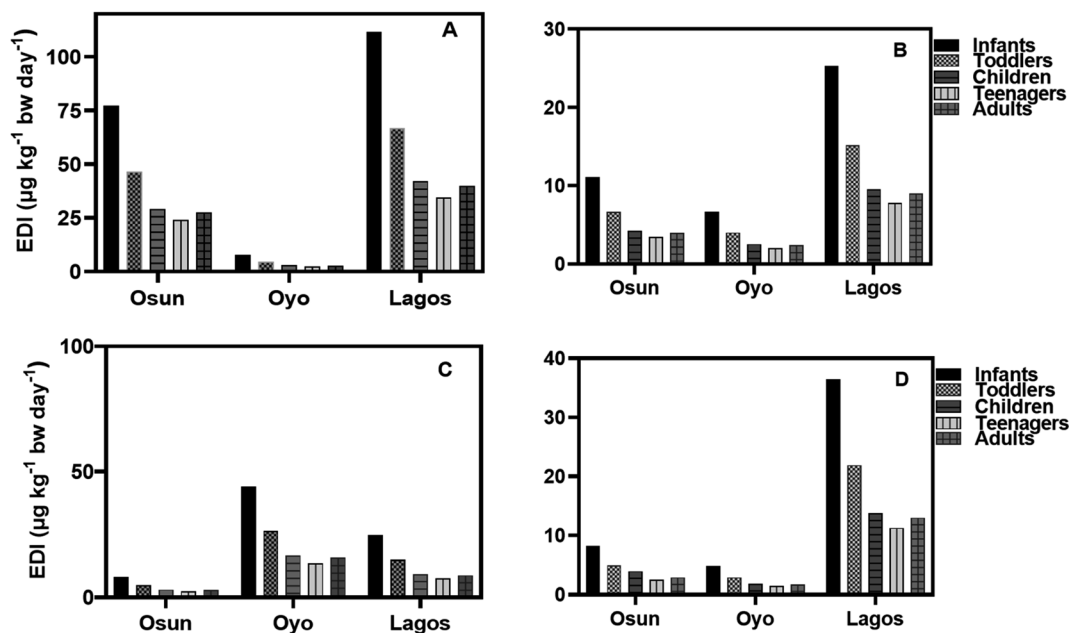 A
EDI (µg kg⁻¹ bw day⁻¹)
100
75
50
25
0
Osun Oyo Lagos
B
30
20
10
0
Osun Oyo Lagos
Infants
Toddlers
Children
Teenagers
Adults
C
EDI (µg kg⁻¹ bw day⁻¹)
100
50
0
Osun Oyo Lagos
D
40
30
20
10
0
Osun Oyo Lagos
Infants
Toddlers
Children
Teenagers
Adults